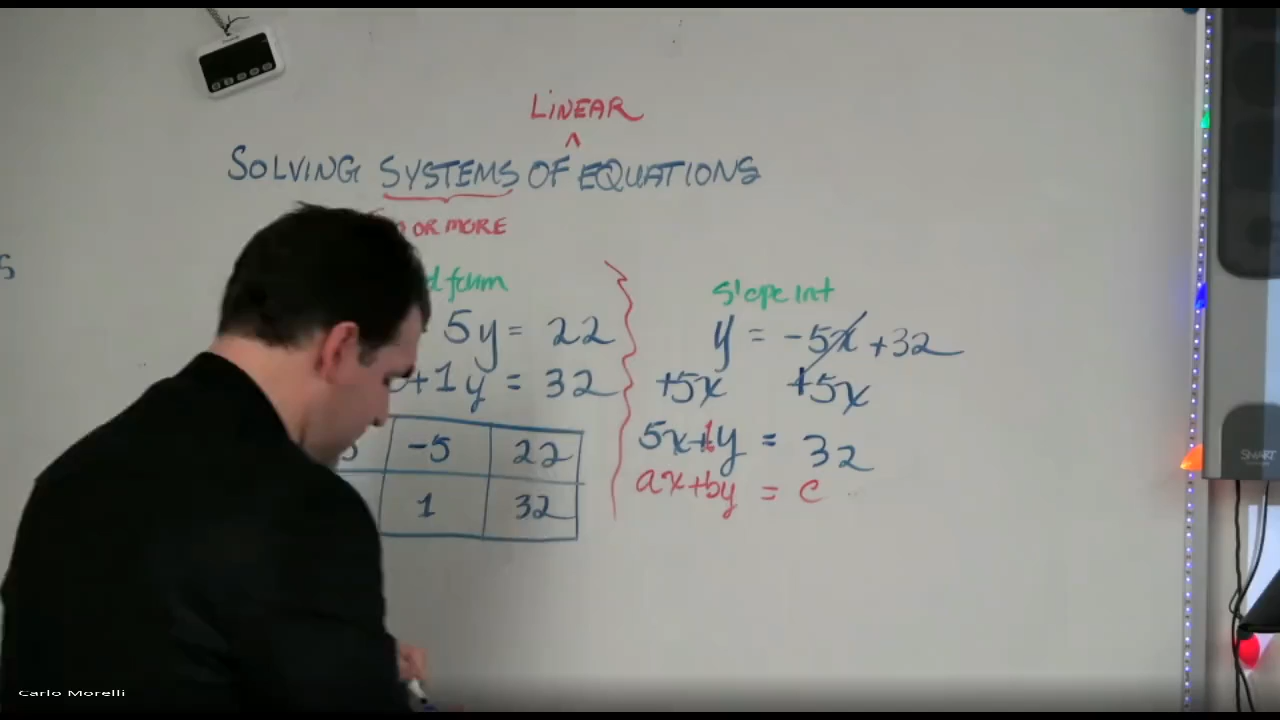 LINEAR
^
SOLVING SYSTEMS OF EQUATIONS
OR MORE
d form
5y = 22
+1y = 32
-5 22
1 32
Slope int
y = -5x +32
+5x +5x
5x+1y = 32
ax+by = c
S
SMART
Carlo Morelli